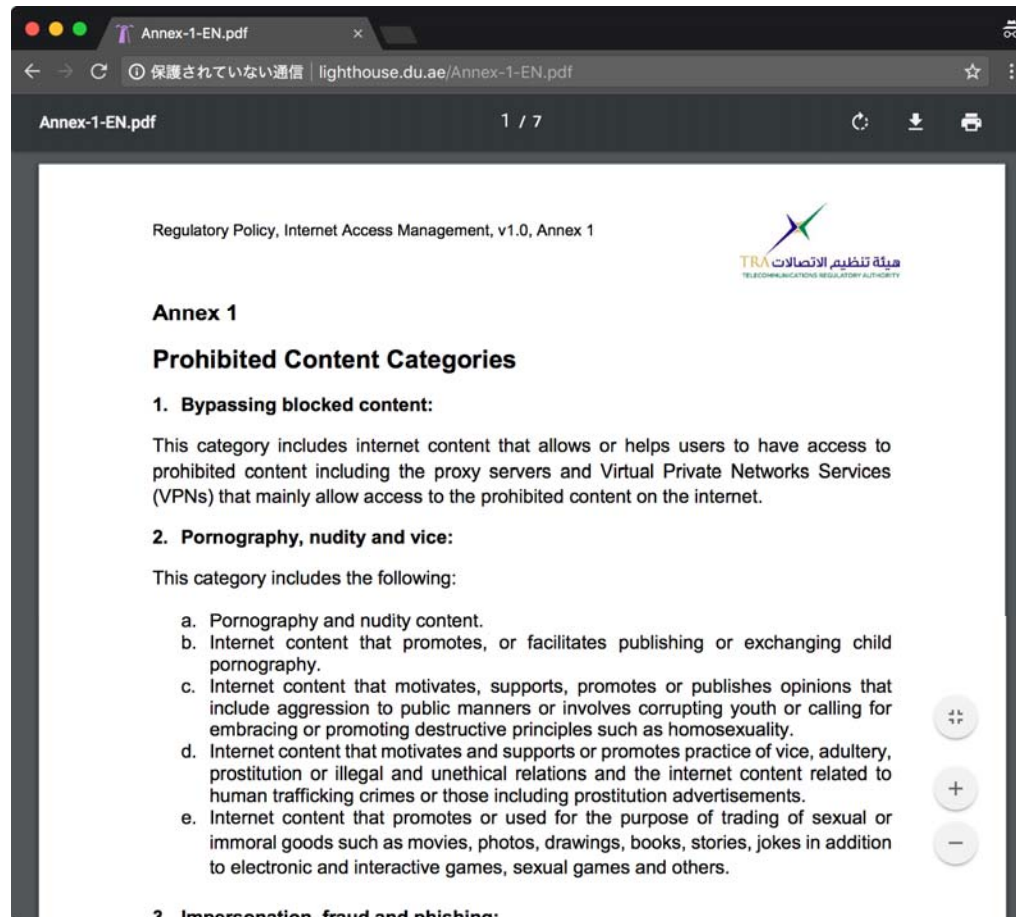 Annex-1-EN.pdf
保護されていない通信 | lighthouse.du.ae/Annex-1-EN.pdf
Annex-1-EN.pdf
1 / 7
Regulatory Policy, Internet Access Management, v1.0, Annex 1
TRA هيئة تنظيم الاتصالات
TELECOMMUNICATIONS REGULATORY AUTHORITY
Annex 1
Prohibited Content Categories
1. Bypassing blocked content:
This category includes internet content that allows or helps users to have access to
prohibited content including the proxy servers and Virtual Private Networks Services
(VPNs) that mainly allow access to the prohibited content on the internet.
2. Pornography, nudity and vice:
This category includes the following:
a. Pornography and nudity content.
b. Internet content that promotes, or facilitates publishing or exchanging child
pornography.
c. Internet content that motivates, supports, promotes or publishes opinions that
include aggression to public manners or involves corrupting youth or calling for
embracing or promoting destructive principles such as homosexuality.
d. Internet content that motivates and supports or promotes practice of vice, adultery,
prostitution or illegal and unethical relations and the internet content related to
human trafficking crimes or those including prostitution advertisements.
e. Internet content that promotes or used for the purpose of trading of sexual or
immoral goods such as movies, photos, drawings, books, stories, jokes in addition
to electronic and interactive games, sexual games and others.
3. Impersonation, fraud and phishing: